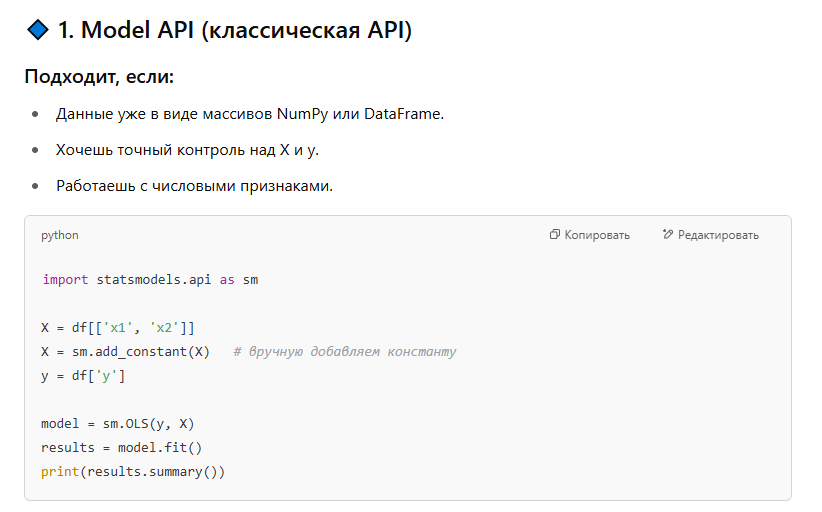 1. Model API (классическая API)
Подходит, если:
Данные уже в виде массивов NumPy или DataFrame.
Хочешь точный контроль над X и y.
Работаешь с числовыми признаками.
python Копировать Редактировать
import statsmodels.api as sm
X = df[['x1', 'x2']]
X = sm.add_constant(X)   # вручную добавляем константу
y = df['y']
model = sm.OLS(y, X)
results = model.fit()
print(results.summary())